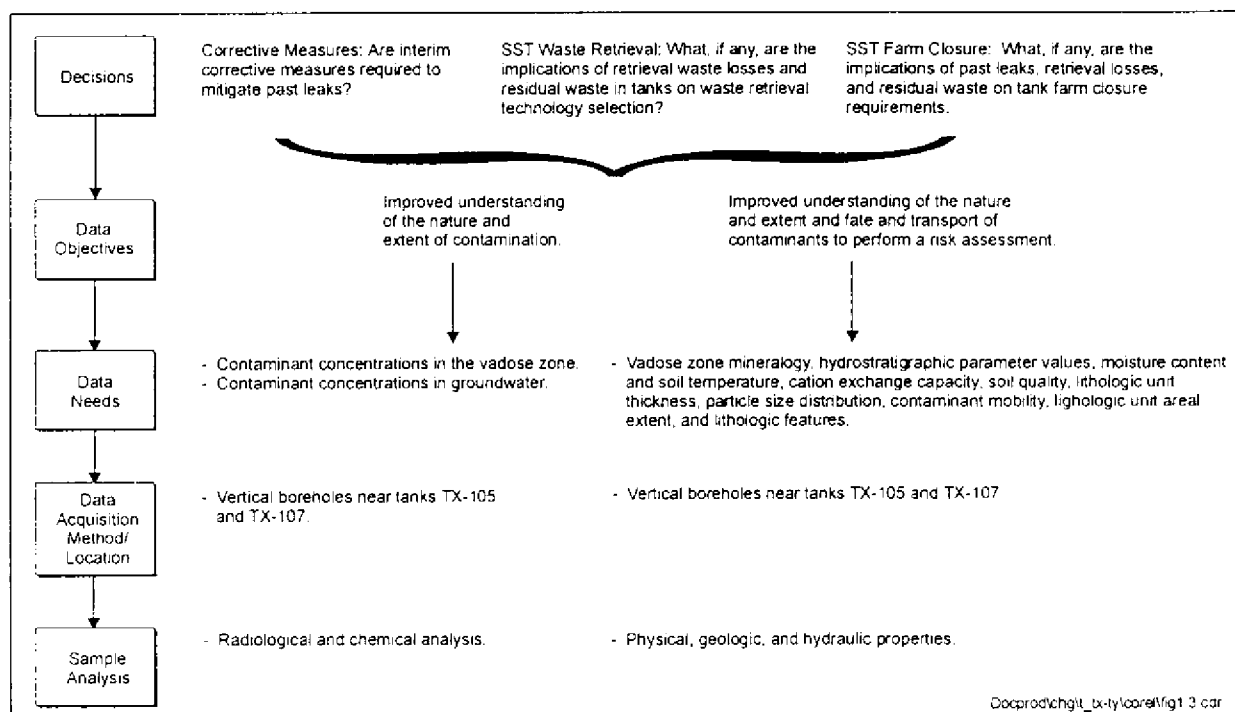 Decisions
Corrective Measures: Are interim
corrective measures required to
mitigate past leaks?
SST Waste Retrieval: What, if any, are the
implications of retrieval waste losses and
residual waste in tanks on waste retrieval
technology selection?
SST Farm Closure: What, if any, are the
implications of past leaks, retrieval losses,
and residual waste on tank farm closure
requirements.
Data
Objectives
Improved understanding
of the nature and
extent of contamination.
Improved understanding of the nature
and extent and fate and transport of
contaminants to perform a risk assessment.
Data
Needs
- Contaminant concentrations in the vadose zone.
- Contaminant concentrations in groundwater.
- Vadose zone mineralogy, hydrostratigraphic parameter values, moisture content
and soil temperature, cation exchange capacity, soil quality, lithologic unit
thickness, particle size distribution, contaminant mobility, lighologic unit areal
extent, and lithologic features.
Data
Acquisition
Method/
Location
- Vertical boreholes near tanks TX-105
and TX-107.
- Vertical boreholes near tanks TX-105 and TX-107
Sample
Analysis
- Radiological and chemical analysis.
- Physical, geologic, and hydraulic properties.
Docprod\chg\t_tx-ty\corel\fig1 3 cdr